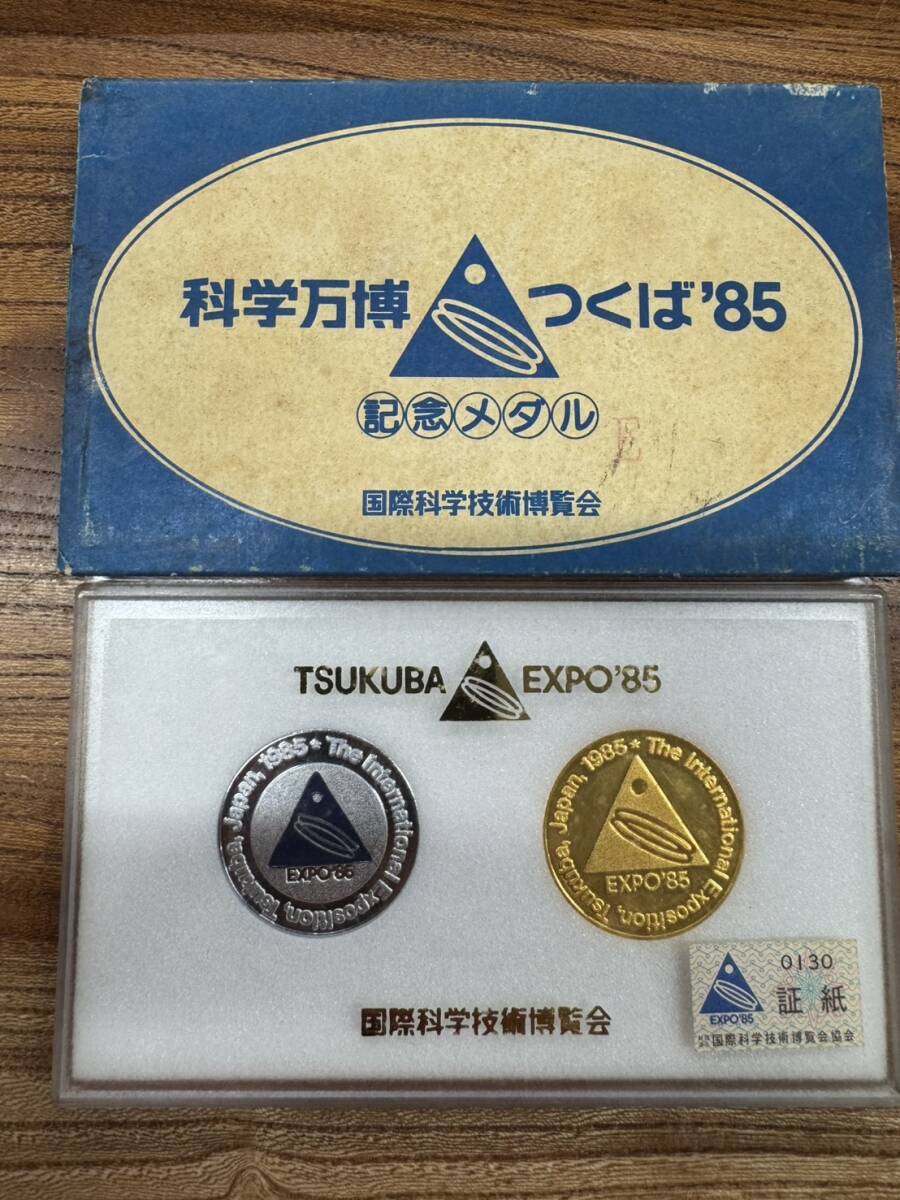 科学万博 つくば'85
記念メダル
E
国際科学技術博覧会
TSUKUBA EXPO'85
Tsukuba, Japan, 1985 * The International Exposition,
EXPO'85
Tsukuba, Japan, 1985 * The International Exposition,
EXPO'85
国際科学技術博覧会
0130
証紙
EXPO'85
国際科学技術博覧会協会